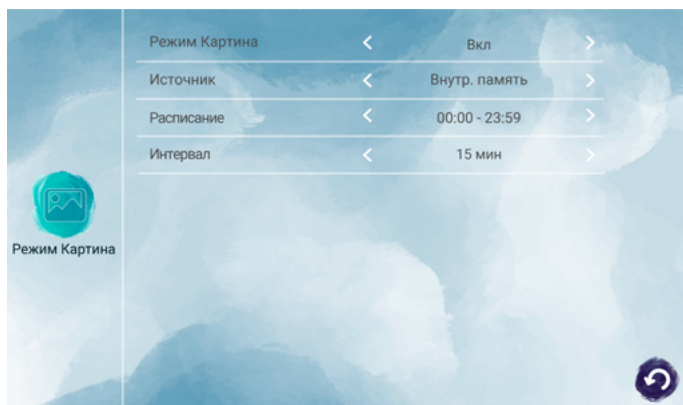 Режим Картина
Вкл
Источник
Внутр. память
Расписание
00:00 - 23:59
Интервал
15 мин
Режим Картина